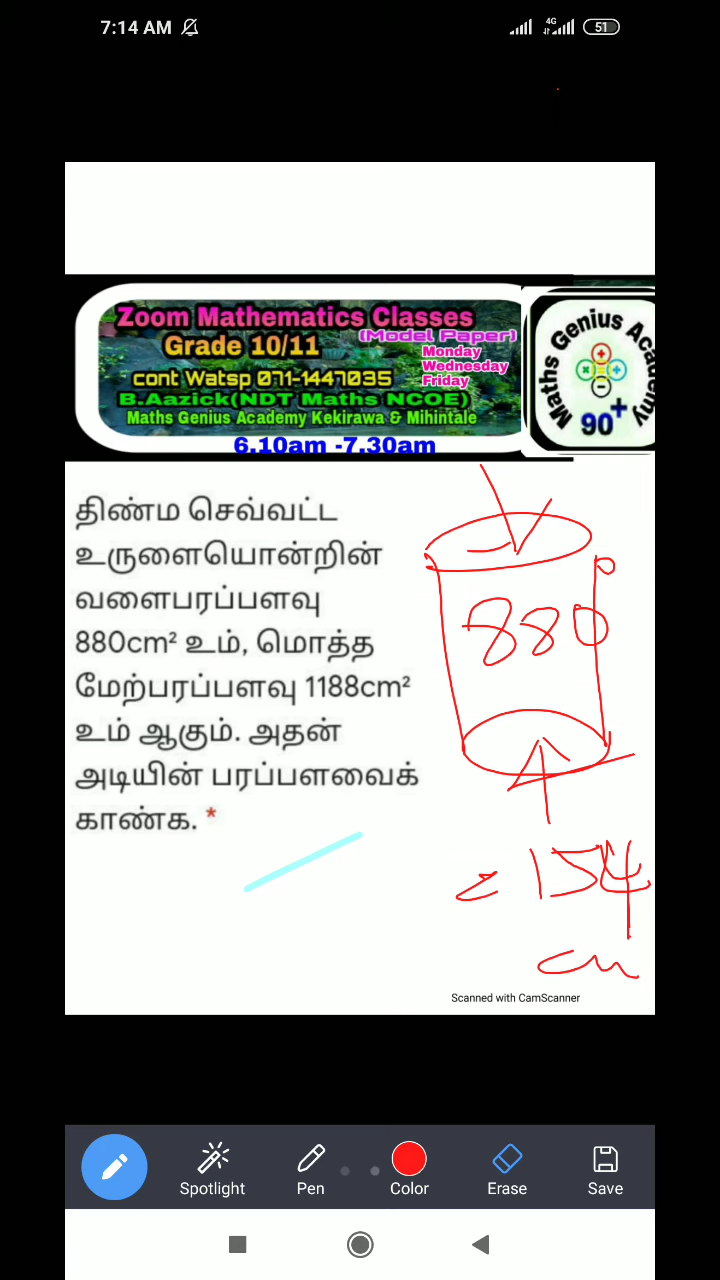 7:14 AM
4G
51
Zoom Mathematics Classes
(Model Paper)
Grade 10/11
Monday
Wednesday
Friday
cont Watsp 071-1447035
B.Aazick(NDT Maths NCOE)
Maths Genius Academy Kekirawa & Mihintale
6.10am -7.30am
Maths Genius Academy
90+
திண்ம செவ்வட்ட
உருளையொன்றின்
வளைபரப்பளவு
880cm² உம், மொத்த
மேற்பரப்பளவு 1188cm²
உம் ஆகும். அதன்
அடியின் பரப்பளவைக்
காண்க. *
880
= 154
cm
Scanned with CamScanner
Spotlight
Pen
Color
Erase
Save